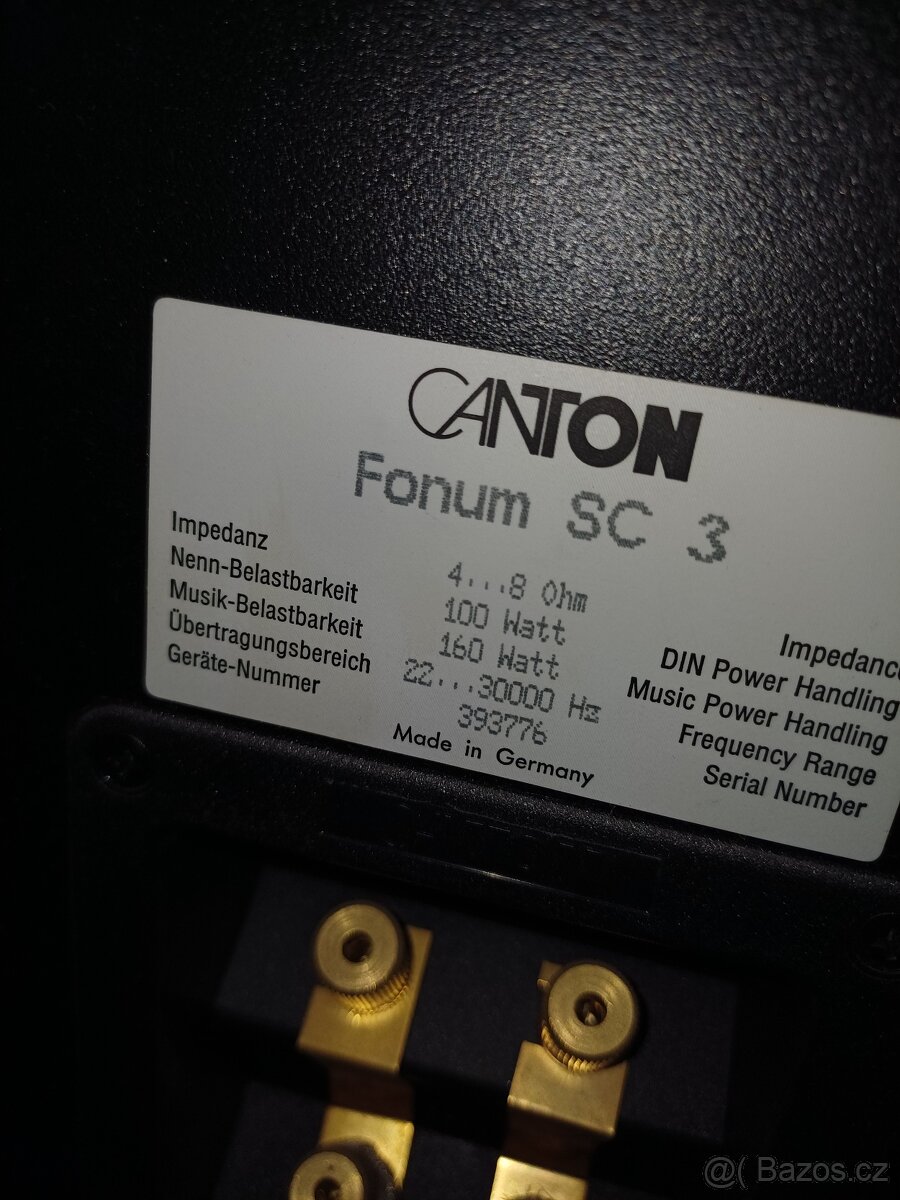 CANTON
Fonum SC 3
Impedanz 4...8 Ohm Impedance
Nenn-Belastbarkeit 100 Watt DIN Power Handling
Musik-Belastbarkeit 160 Watt Music Power Handling
Übertragungsbereich 22...30000 Hz Frequency Range
Geräte-Nummer 393776 Serial Number
Made in Germany
@( Bazos.cz